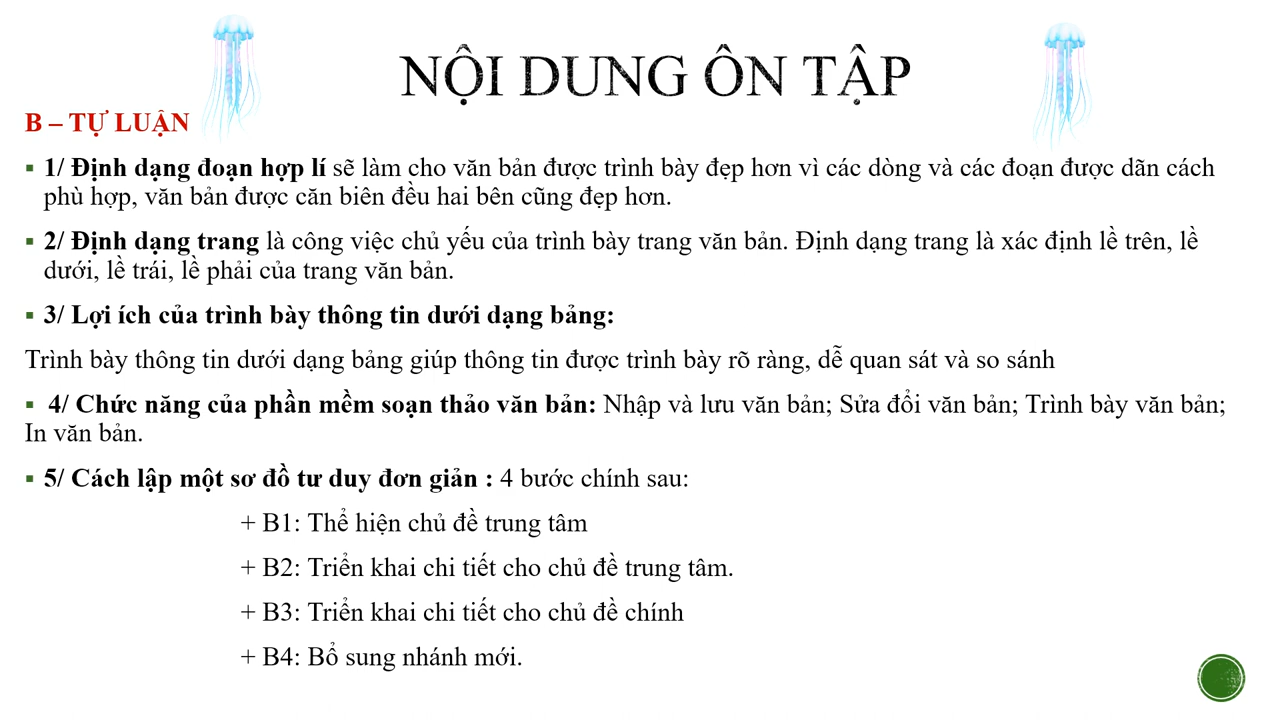 NỘI DUNG ÔN TẬP
B – TỰ LUẬN
▪ 1/ Định dạng đoạn hợp lí sẽ làm cho văn bản được trình bày đẹp hơn vì các dòng và các đoạn được dãn cách
phù hợp, văn bản được căn biên đều hai bên cũng đẹp hơn.
▪ 2/ Định dạng trang là công việc chủ yếu của trình bày trang văn bản. Định dạng trang là xác định lề trên, lề
dưới, lề trái, lề phải của trang văn bản.
▪ 3/ Lợi ích của trình bày thông tin dưới dạng bảng:
Trình bày thông tin dưới dạng bảng giúp thông tin được trình bày rõ ràng, dễ quan sát và so sánh
▪ 4/ Chức năng của phần mềm soạn thảo văn bản: Nhập và lưu văn bản; Sửa đổi văn bản; Trình bày văn bản;
In văn bản.
▪ 5/ Cách lập một sơ đồ tư duy đơn giản : 4 bước chính sau:
+ B1: Thể hiện chủ đề trung tâm
+ B2: Triển khai chi tiết cho chủ đề trung tâm.
+ B3: Triển khai chi tiết cho chủ đề chính
+ B4: Bổ sung nhánh mới.